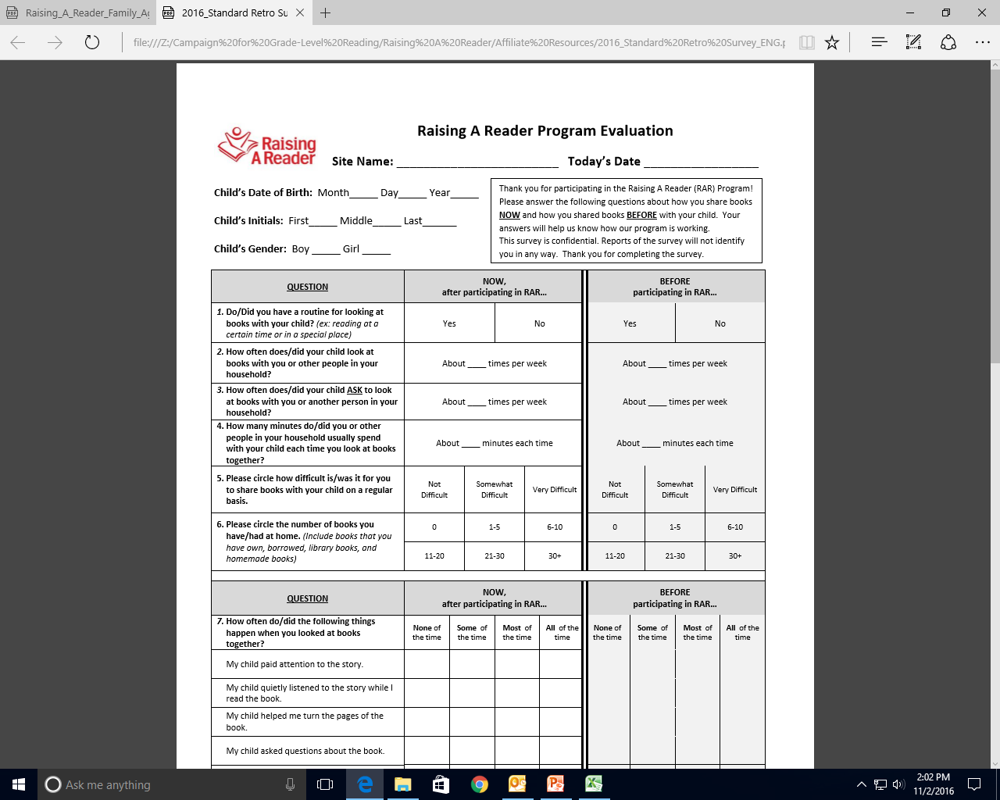 Raising_A_Reader_Family_Ag
2016_Standard Retro Su
file:///Z:/Campaign%20for%20Grade-Level%20Reading/Raising%20A%20Reader/Affiliate%20Resources/2016_Standard%20Retro%20Survey_ENG.p
Raising A Reader Program Evaluation
Raising
A Reader
Site Name: _________________________ Today's Date __________________
Child's Date of Birth: Month_____ Day_____ Year_____
Child's Initials: First_____ Middle_____ Last______
Child's Gender: Boy _____ Girl _____
Thank you for participating in the Raising A Reader (RAR) Program!
Please answer the following questions about how you share books
NOW and how you shared books BEFORE with your child. Your
answers will help us know how our program is working.
This survey is confidential. Reports of the survey will not identify
you in any way. Thank you for completing the survey.
QUESTION
NOW,
after participating in RAR...
BEFORE
participating in RAR...
1. Do/Did you have a routine for looking at
books with your child? (ex: reading at a
certain time or in a special place)
Yes No Yes No
2. How often does/did your child look at
books with you or other people in your
household?
About ____ times per week About ____ times per week
3. How often does/did your child ASK to look
at books with you or another person in your
household?
About ____ times per week About ____ times per week
4. How many minutes do/did you or other
people in your household usually spend
with your child each time you look at books
together?
About ____ minutes each time About ____ minutes each time
5. Please circle how difficult is/was it for you
to share books with your child on a regular
basis.
Not
Difficult
Somewhat
Difficult
Very Difficult
Not
Difficult
Somewhat
Difficult
Very Difficult
6. Please circle the number of books you
have/had at home. (Include books that you
have own, borrowed, library books, and
homemade books)
0 1-5 6-10 0 1-5 6-10
11-20 21-30 30+ 11-20 21-30 30+
QUESTION
NOW,
after participating in RAR...
BEFORE
participating in RAR...
7. How often do/did the following things
happen when you looked at books
together?
None of
the time
Some of
the time
Most of
the time
All of the
time
None of
the time
Some of
the time
Most of
the time
All of the
time
My child paid attention to the story.
My child quietly listened to the story while I
read the book.
My child helped me turn the pages of the
book.
My child asked questions about the book.
Ask me anything
2:02 PM
11/2/2016